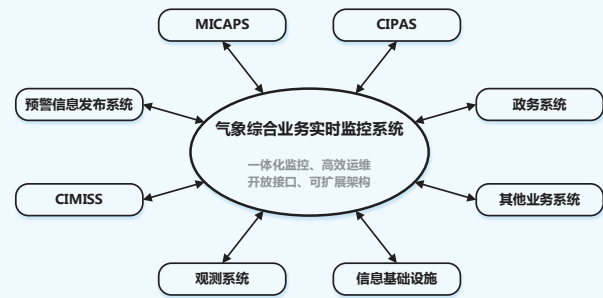 MICAPS
CIPAS
预警信息发布系统
政务系统
气象综合业务实时监控系统
一体化监控、高效运维
开放接口、可扩展架构
CIMISS
其他业务系统
观测系统
信息基础设施